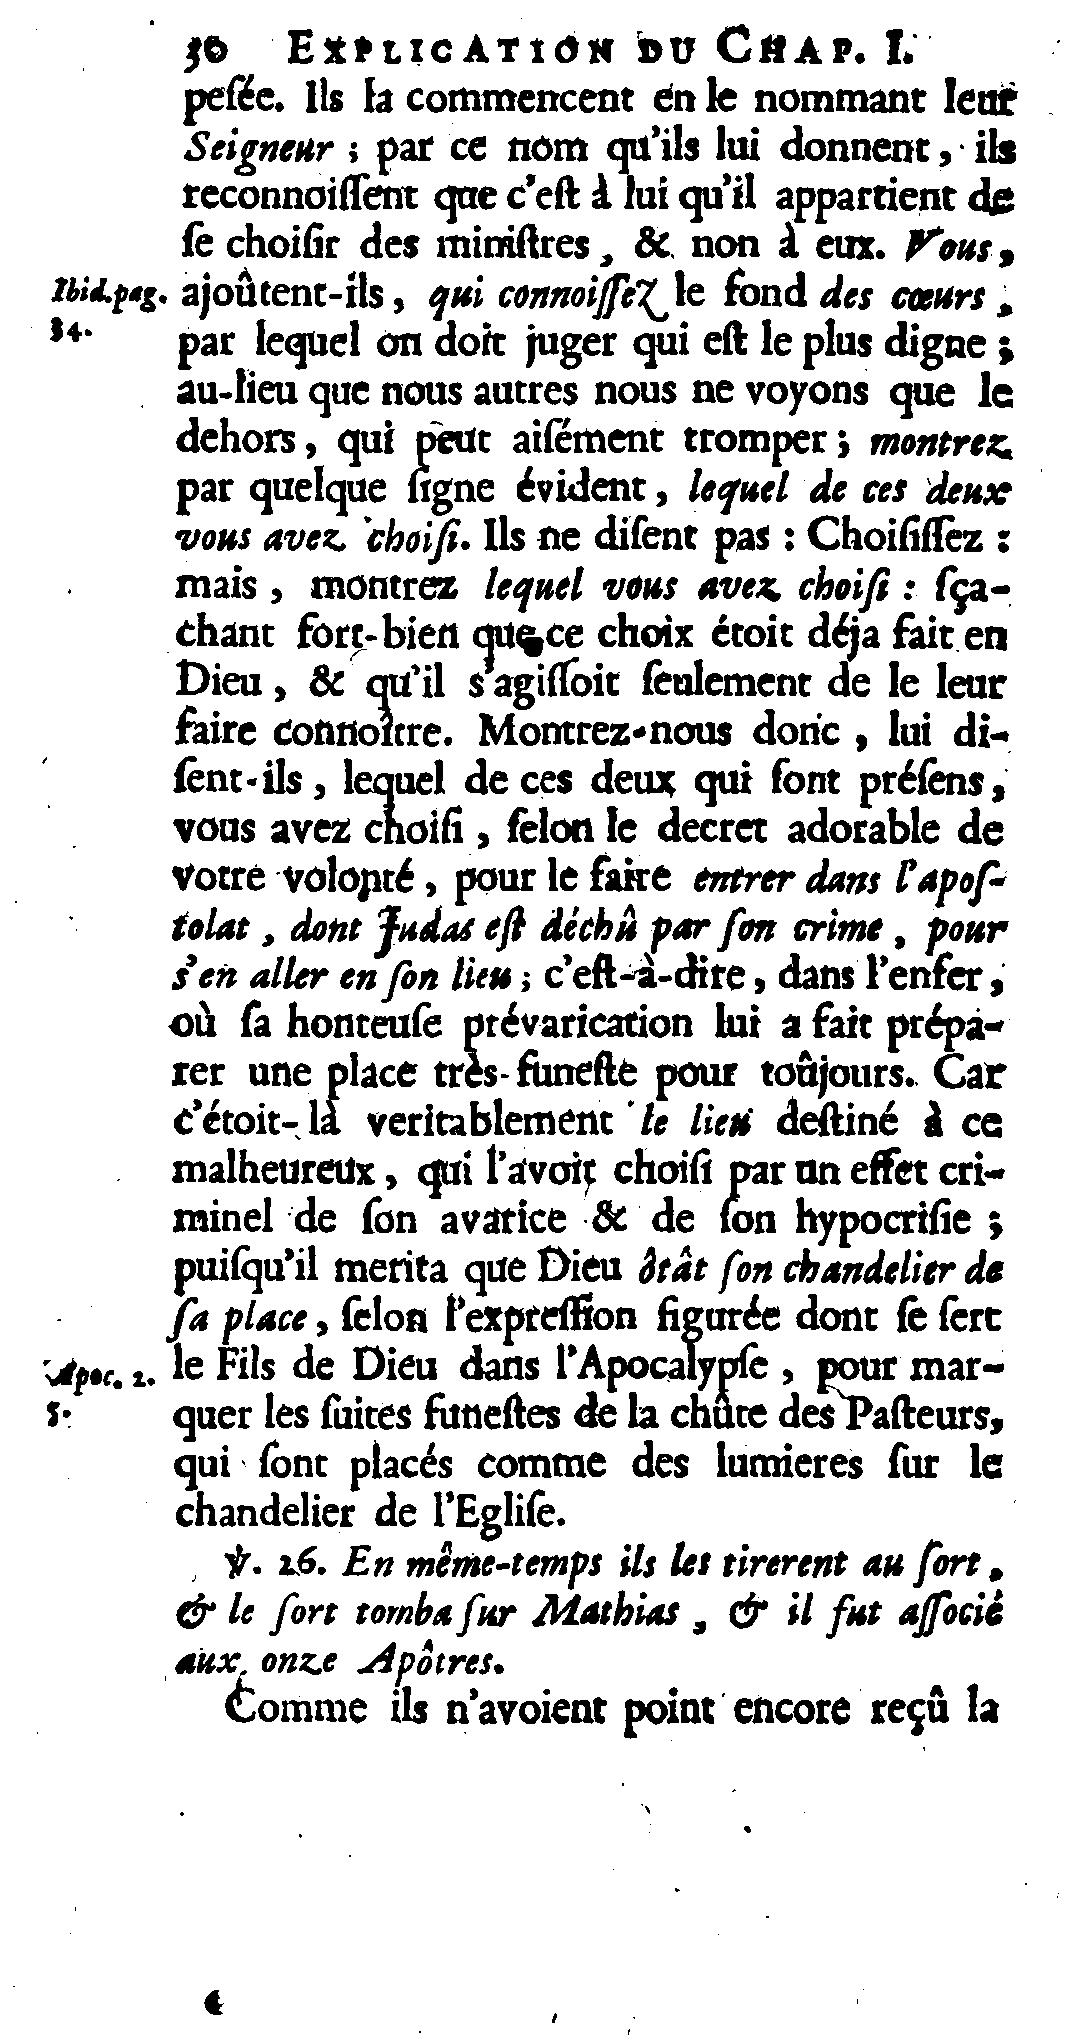 30 EXPLICATION DU CHAP. I.
peſée. Ils la commencent en le nommant leur
Seigneur ; par ce nom qu'ils lui donnent, ils
reconnoiſſent que c'eſt à lui qu'il appartient de
ſe choiſir des miniſtres, & non à eux. Vous,
Ibid. pag. ajoûtent-ils, qui connoiſſez le fond des cœurs,
34. par lequel on doit juger qui eſt le plus digne ;
au-lieu que nous autres nous ne voyons que le
dehors, qui peut aiſément tromper ; montrez
par quelque ſigne évident, lequel de ces deux
vous avez choiſi. Ils ne diſent pas : Choiſiſſez :
mais, montrez lequel vous avez choiſi : ſça-
chant fort-bien que ce choix étoit déja fait en
Dieu, & qu'il s'agiſſoit ſeulement de le leur
faire connoître. Montrez-nous donc, lui di-
ſent-ils, lequel de ces deux qui ſont préſens,
vous avez choiſi, ſelon le decret adorable de
votre volonté, pour le faire entrer dans l'apoſ-
tolat, dont Judas eſt déchû par ſon crime, pour
s'en aller en ſon lieu ; c'eſt-à-dire, dans l'enfer,
où ſa honteuſe prévarication lui a fait prépa-
rer une place très-funeſte pour toûjours. Car
c'étoit-là veritablement le lieu deſtiné à ce
malheureux, qui l'avoit choiſi par un effet cri-
minel de ſon avarice & de ſon hypocriſie ;
puiſqu'il merita que Dieu ôtât ſon chandelier de
ſa place, ſelon l'expreſſion figurée dont ſe ſert
Apoc. 2. le Fils de Dieu dans l'Apocalypſe, pour mar-
5. quer les ſuites funeſtes de la chûte des Paſteurs,
qui ſont placés comme des lumieres ſur le
chandelier de l'Egliſe.
℣. 26. En même-temps ils les tirerent au ſort,
& le ſort tomba ſur Mathias, & il fut aſſocié
aux onze Apôtres.
Comme ils n'avoient point encore reçû la